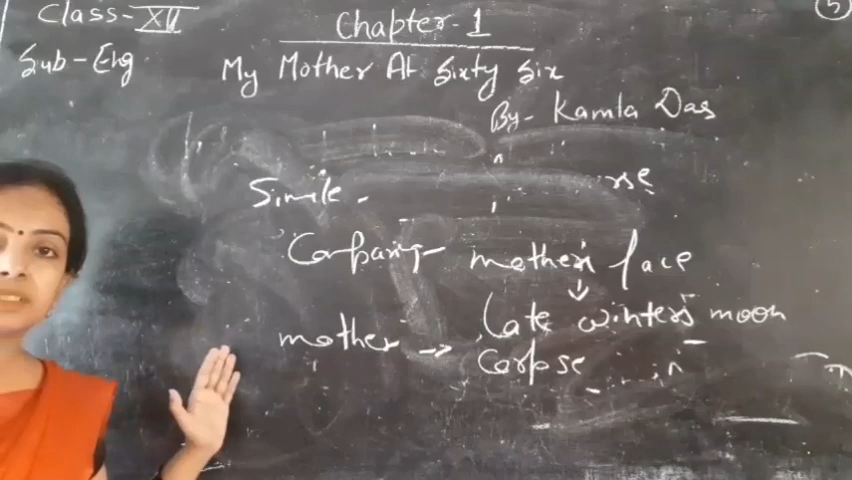 Class-XII
Chapter-1
5
Sub-Eng
My Mother At Sixty Six
By- Kamla Das
Simile -
Comparing- mother's face
↓
Late winter's moon
mother → Corpse